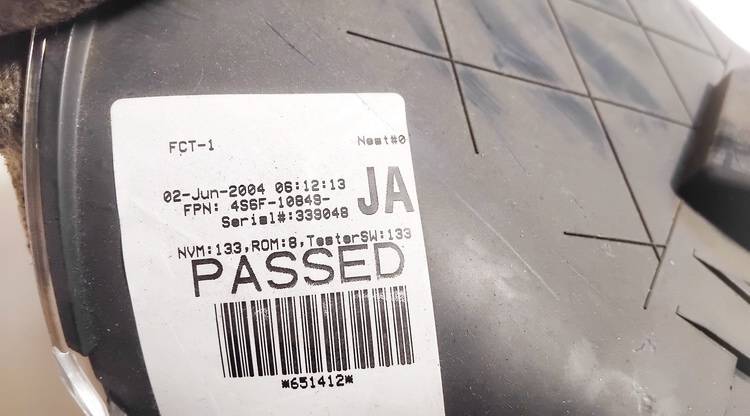 FCT-1 Nest#0
02-Jun-2004 06:12:13 JA
FPN: 4S6F-10849-
Serial#:339048
NVM:133,ROM:8,TesterSW:133
PASSED
*651412*